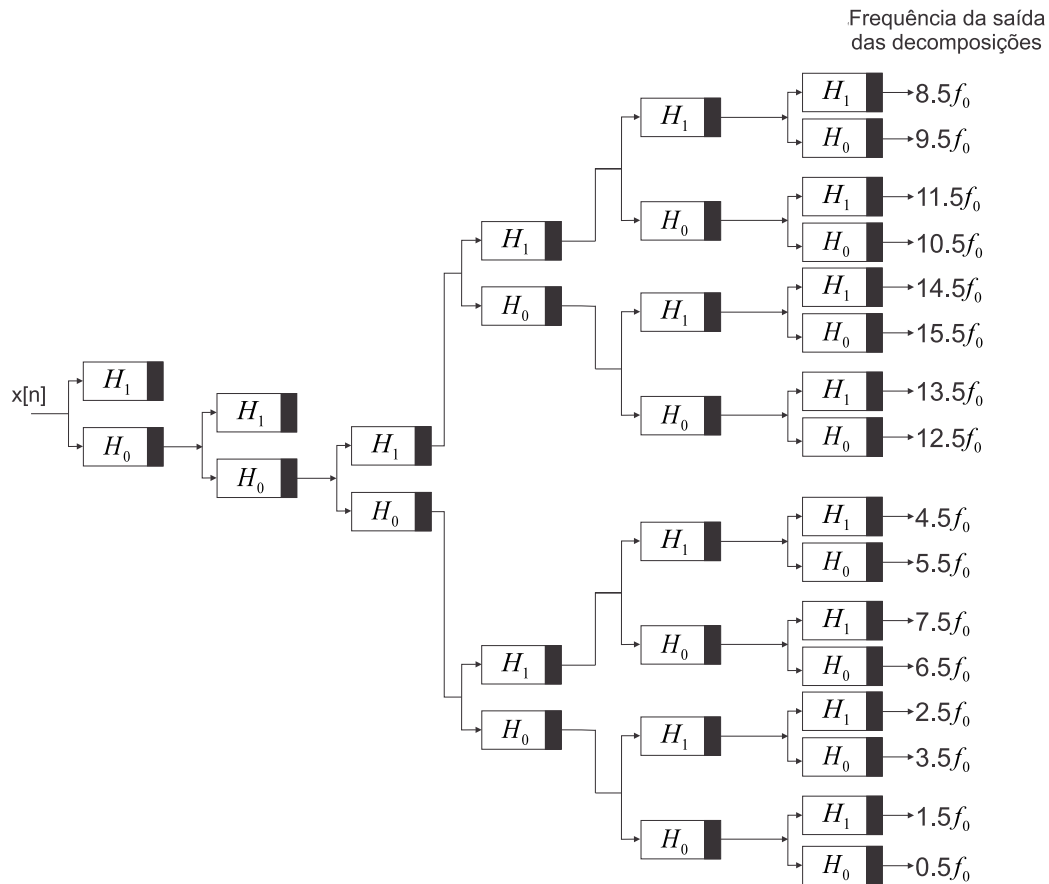 Frequência da saída
das decomposições
H₁ 8.5f₀
H₁
H₀ 9.5f₀
H₁ 11.5f₀
H₀
H₁
H₀ 10.5f₀
H₁ 14.5f₀
H₀
H₁
H₀ 15.5f₀
H₁
x[n]
H₁ 13.5f₀
H₁
H₀
H₀ 12.5f₀
H₀
H₁
H₀
H₀
H₁ 4.5f₀
H₁
H₀ 5.5f₀
H₁ 7.5f₀
H₀
H₁
H₀ 6.5f₀
H₁ 2.5f₀
H₀
H₁
H₀ 3.5f₀
H₁ 1.5f₀
H₀
H₀ 0.5f₀